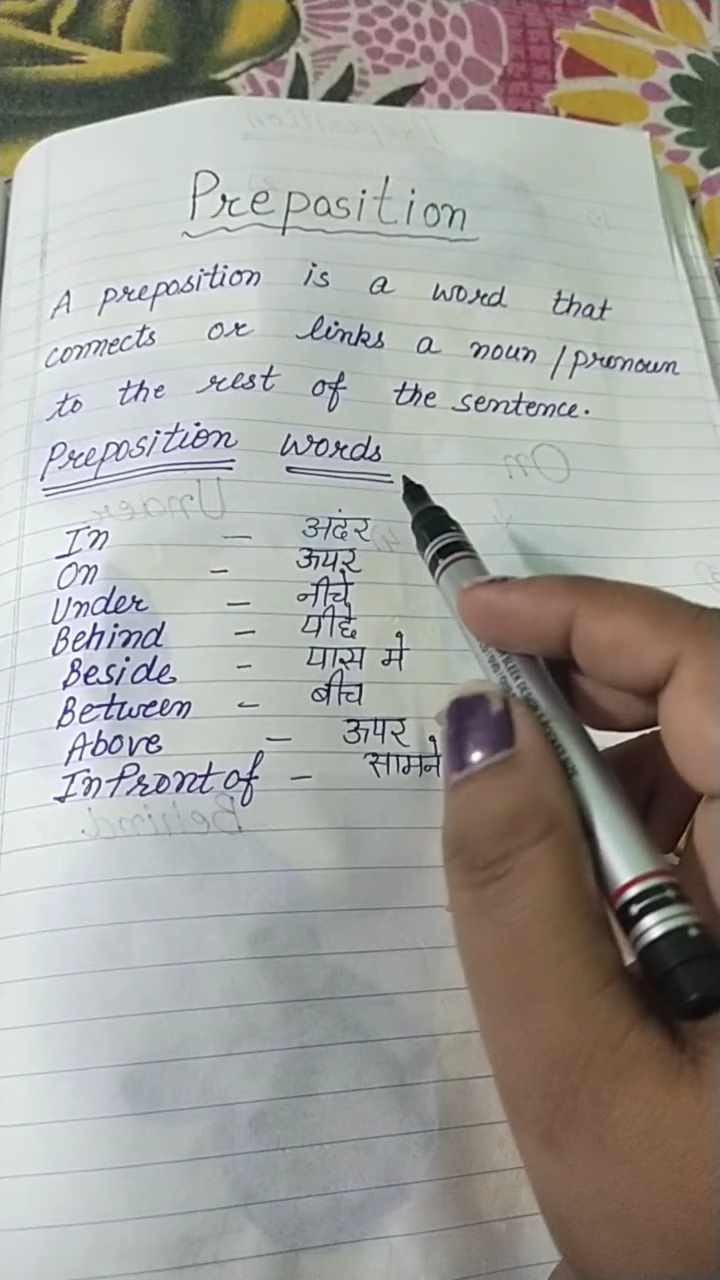 Preposition
A preposition is a word that
connects or links a noun / pronoun
to the rest of the sentence.
Preposition words
In - अंदर
On - ऊपर
Under - नीचे
Behind - पीछे
Beside - पास मे
Between - बीच
Above - ऊपर
In front of - सामने